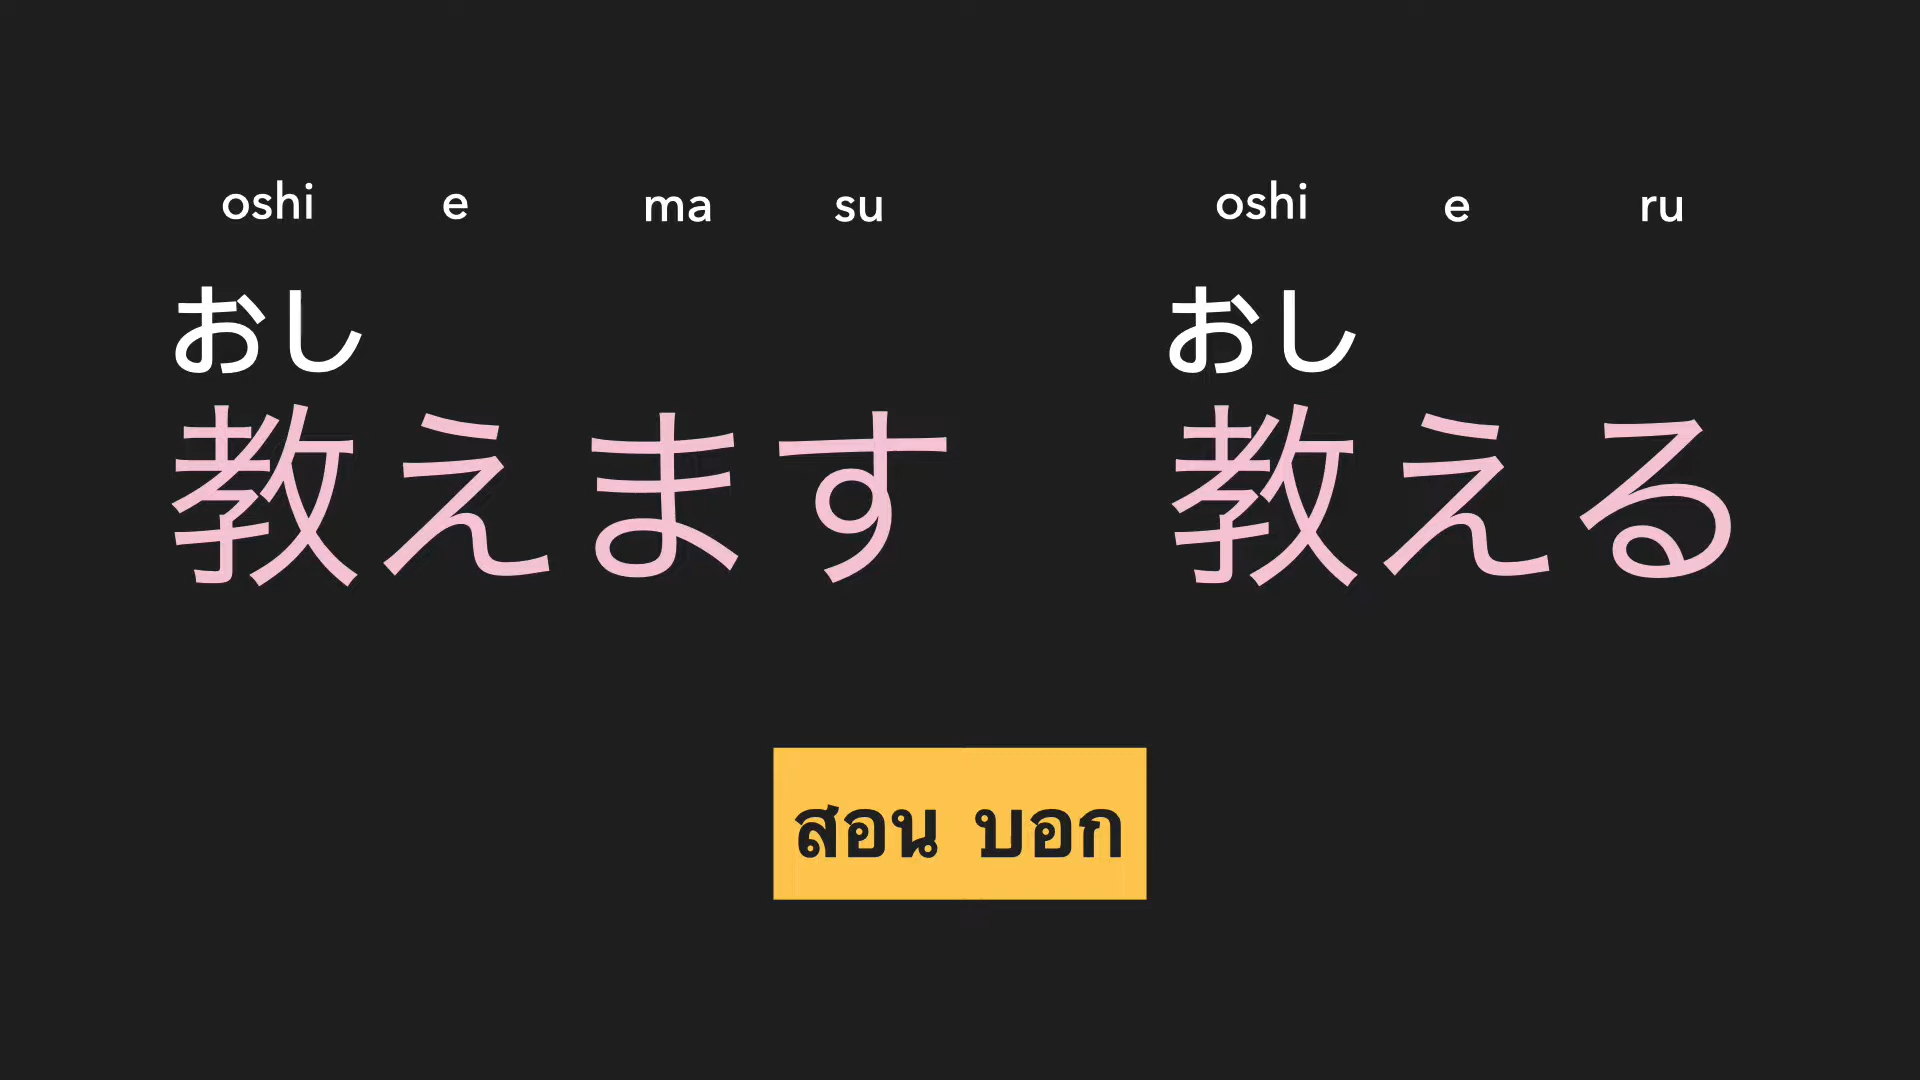 oshi e ma su oshi e ru
おし おし
教えます 教える
สอน บอก